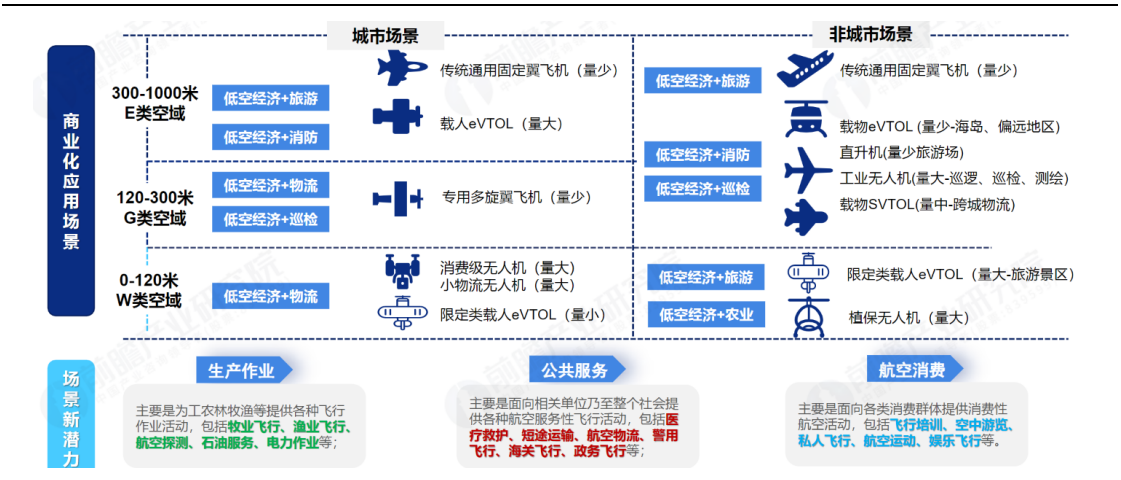 商业化应用场景
城市场景
非城市场景
300-1000米
E类空域
低空经济+旅游
低空经济+消防
传统通用固定翼飞机（量少）
载人eVTOL（量大）
120-300米
G类空域
低空经济+物流
低空经济+巡检
专用多旋翼飞机（量少）
0-120米
W类空域
低空经济+物流
消费级无人机（量大）
小物流无人机（量大）
限定类载人eVTOL（量小）
低空经济+旅游
传统通用固定翼飞机（量少）
载物eVTOL (量少-海岛、偏远地区)
低空经济+消防
低空经济+巡检
直升机(量少旅游场)
工业无人机(量大-巡逻、巡检、测绘)
载物SVTOL(量中-跨城物流)
低空经济+旅游
低空经济+农业
限定类载人eVTOL（量大-旅游景区）
植保无人机（量大）
场景新潜力
生产作业
主要是为工农林牧渔等提供各种飞行
作业活动，包括牧业飞行、渔业飞行、
航空探测、石油服务、电力作业等；
公共服务
主要是面向相关单位乃至整个社会提
供各种航空服务性飞行活动，包括医
疗救护、短途运输、航空物流、警用
飞行、海关飞行、政务飞行等；
航空消费
主要是面向各类消费群体提供消费性
航空活动，包括飞行培训、空中游览、
私人飞行、航空运动、娱乐飞行等。